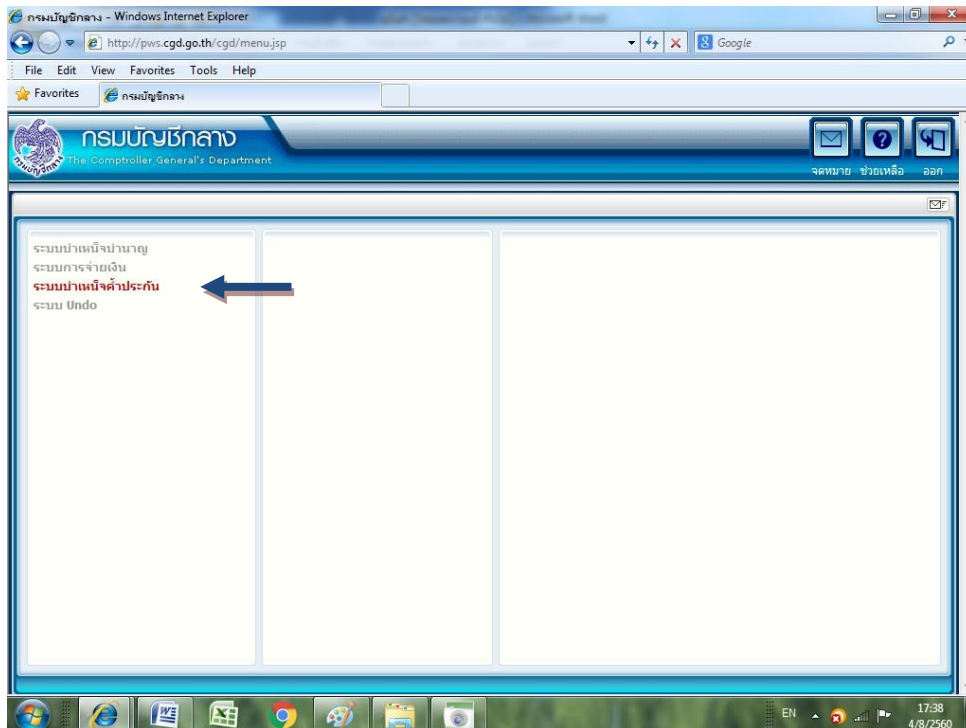 กรมบัญชีกลาง - Windows Internet Explorer
http://pws.cgd.go.th/cgd/menu.jsp
Google
File Edit View Favorites Tools Help
Favorites
กรมบัญชีกลาง
กรมบัญชีกลาง
The Comptroller General's Department
จดหมาย ช่วยเหลือ ออก
ระบบบำเหน็จบำนาญ
ระบบการจ่ายเงิน
ระบบบำเหน็จค้ำประกัน
ระบบ Undo
EN
17:38
4/8/2560